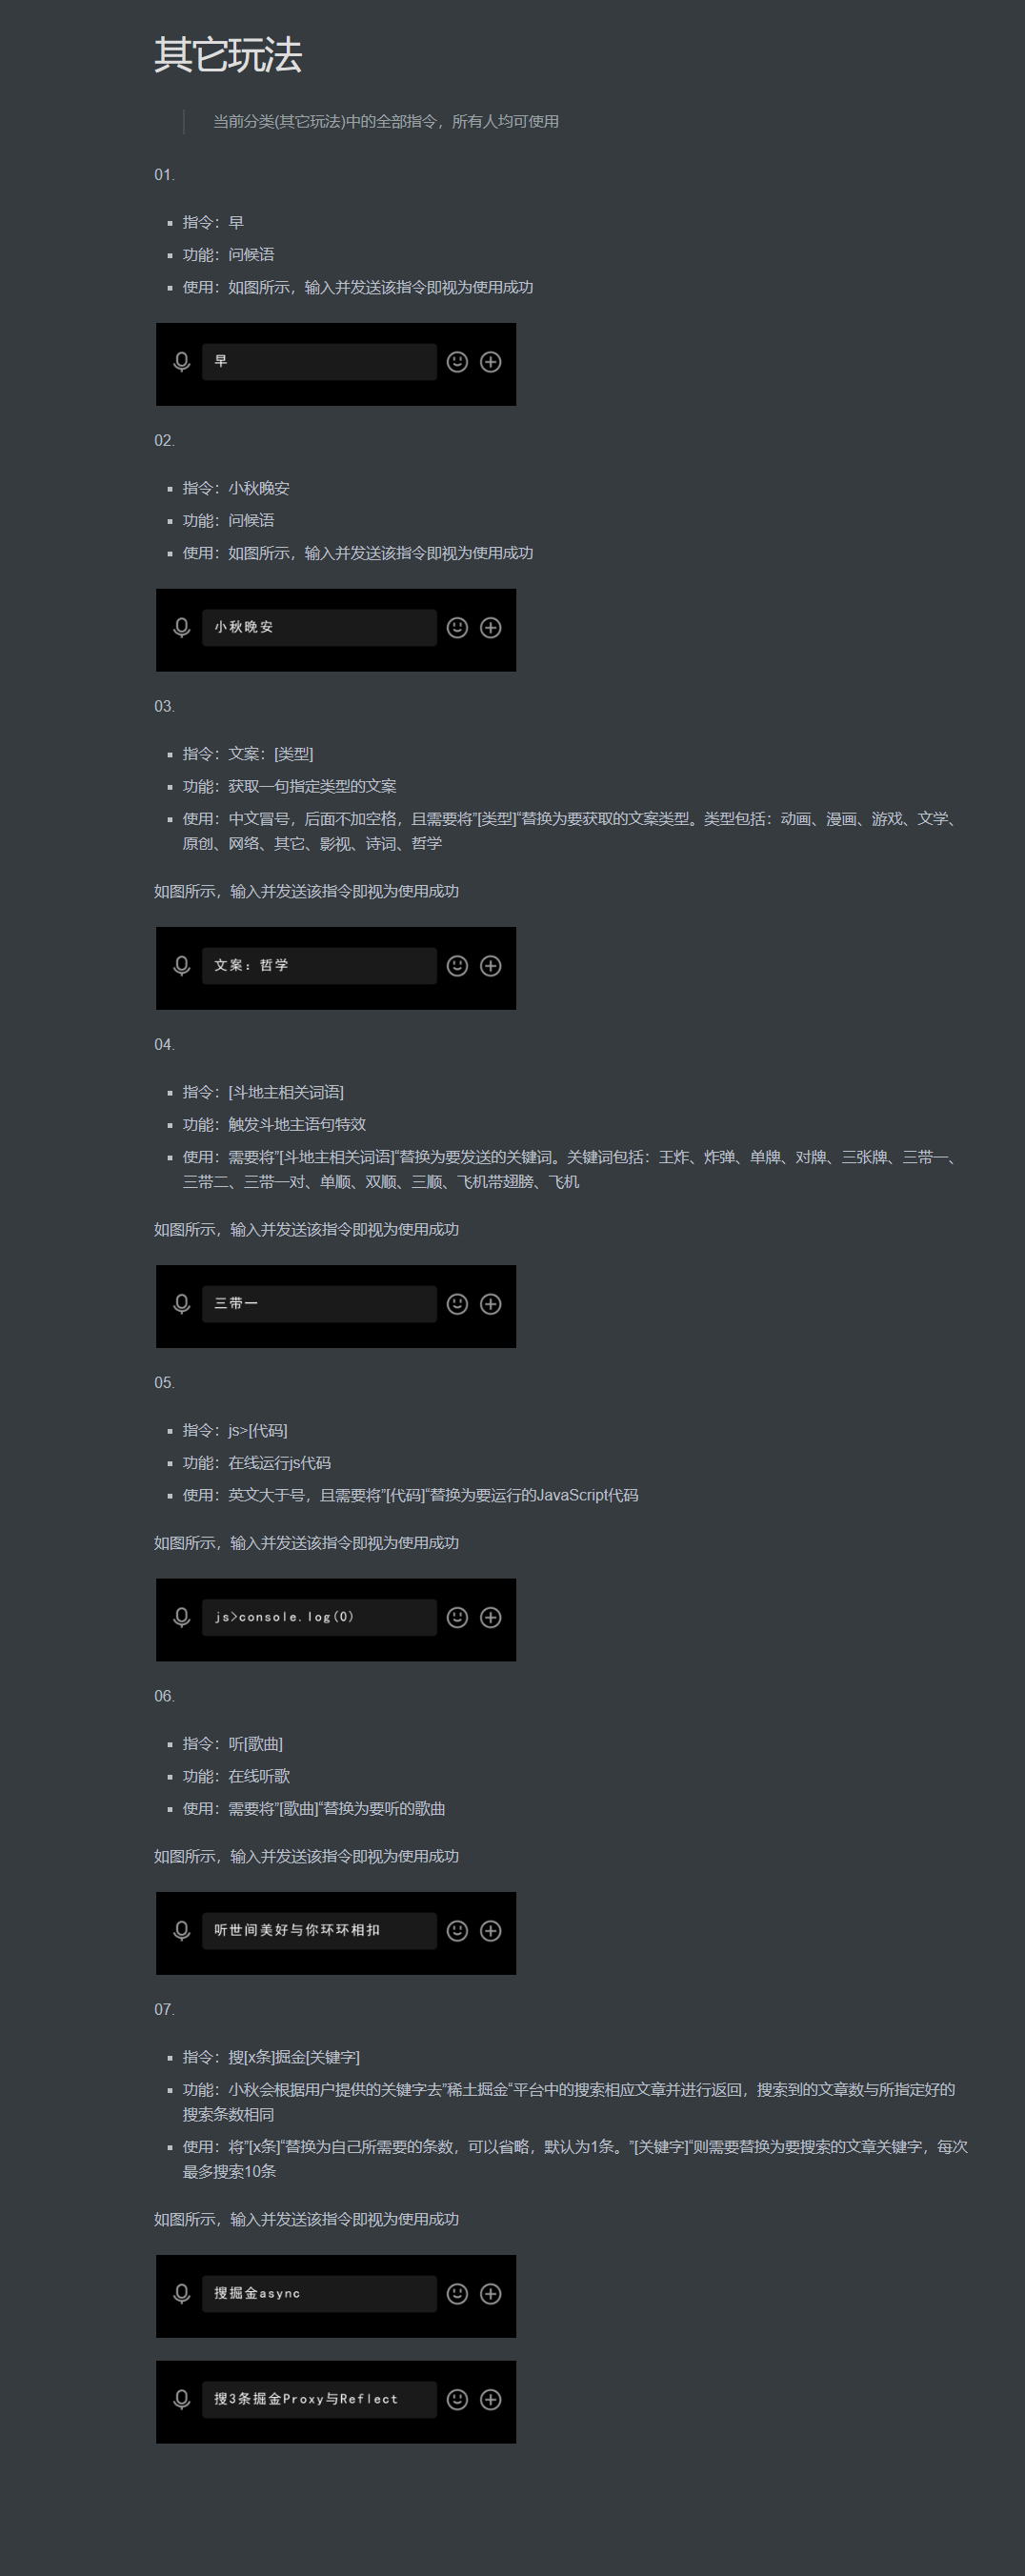 其它玩法
当前分类(其它玩法)中的全部指令，所有人均可使用
01.
指令：早
功能：问候语
使用：如图所示，输入并发送该指令即视为使用成功
早
02.
指令：小秋晚安
功能：问候语
使用：如图所示，输入并发送该指令即视为使用成功
小秋晚安
03.
指令：文案：[类型]
功能：获取一句指定类型的文案
使用：中文冒号，后面不加空格，且需要将”[类型]“替换为要获取的文案类型。类型包括：动画、漫画、游戏、文学、
原创、网络、其它、影视、诗词、哲学
如图所示，输入并发送该指令即视为使用成功
文案：哲学
04.
指令：[斗地主相关词语]
功能：触发斗地主语句特效
使用：需要将”[斗地主相关词语]“替换为要发送的关键词。关键词包括：王炸、炸弹、单牌、对牌、三张牌、三带一、
三带二、三带一对、单顺、双顺、三顺、飞机带翅膀、飞机
如图所示，输入并发送该指令即视为使用成功
三带一
05.
指令：js>[代码]
功能：在线运行js代码
使用：英文大于号，且需要将”[代码]“替换为要运行的JavaScript代码
如图所示，输入并发送该指令即视为使用成功
js>console.log(0)
06.
指令：听[歌曲]
功能：在线听歌
使用：需要将”[歌曲]“替换为要听的歌曲
如图所示，输入并发送该指令即视为使用成功
听世间美好与你环环相扣
07.
指令：搜[x条]掘金[关键字]
功能：小秋会根据用户提供的关键字去”稀土掘金“平台中的搜索相应文章并进行返回，搜索到的文章数与所指定好的
搜索条数相同
使用：将”[x条]“替换为自己所需要的条数，可以省略，默认为1条。”[关键字]“则需要替换为要搜索的文章关键字，每次
最多搜索10条
如图所示，输入并发送该指令即视为使用成功
搜掘金async
搜3条掘金Proxy与Reflect